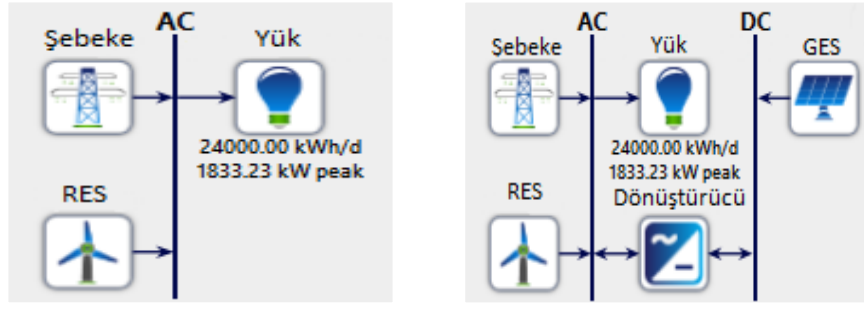 AC
Şebeke
Yük
24000.00 kWh/d
1833.23 kW peak
RES
AC
DC
Şebeke
Yük
GES
24000.00 kWh/d
1833.23 kW peak
RES
Dönüştürücü